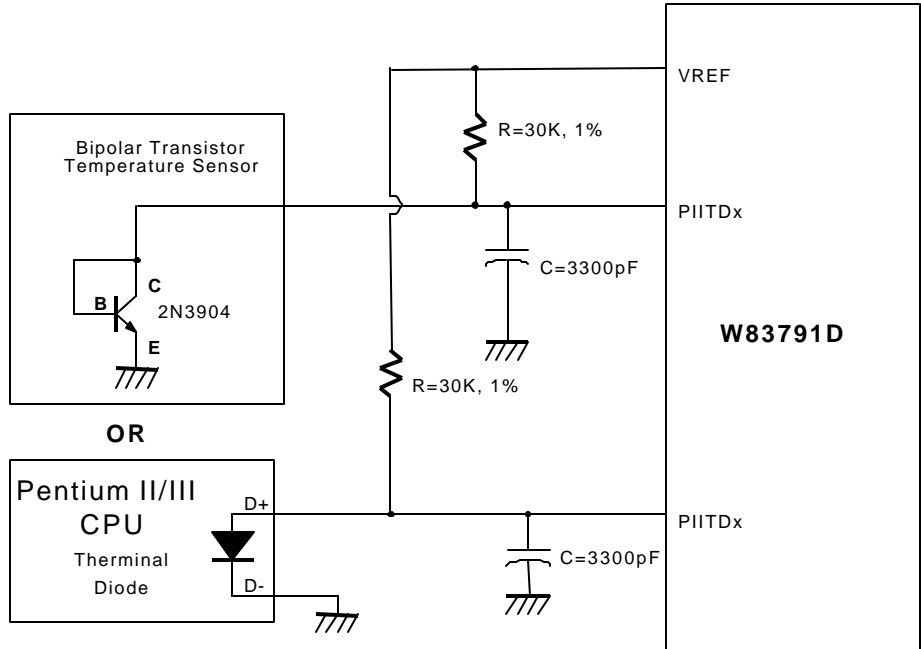 VREF
R=30K, 1%
Bipolar Transistor
Temperature Sensor
PIITDx
C=3300pF
C
B
2N3904
E
W83791D
R=30K, 1%
OR
Pentium II/III
CPU
Therminal
Diode
D+
D-
PIITDx
C=3300pF